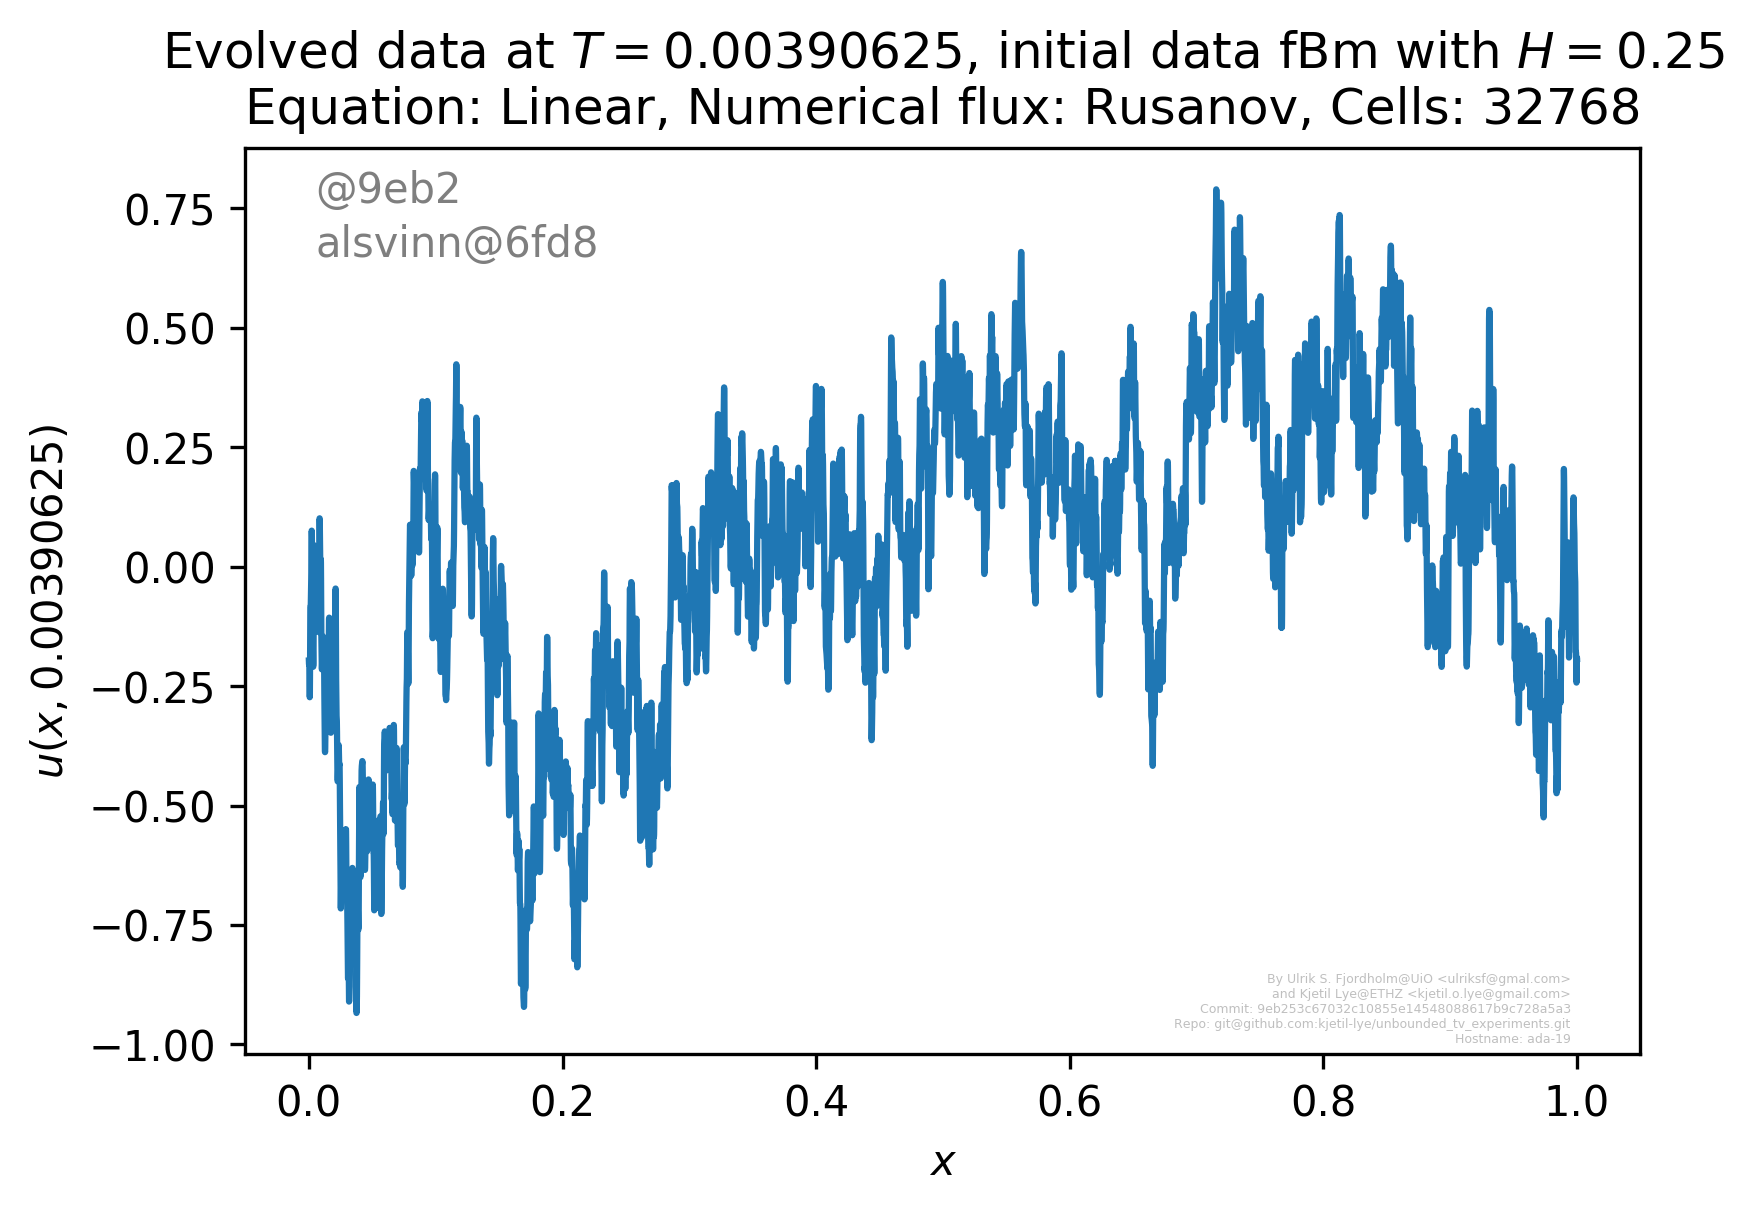 Evolved data at T = 0.00390625, initial data fBm with H = 0.25
Equation: Linear, Numerical flux: Rusanov, Cells: 32768
@9eb2
alsvinn@6fd8
0.75
0.50
0.25
0.00
−0.25
−0.50
−0.75
−1.00
u(x, 0.00390625)
By Ulrik S. Fjordholm@UiO <ulriksf@gmal.com>
and Kjetil Lye@ETHZ <kjetil.o.lye@gmail.com>
Commit: 9eb253c67032c10855e14548088617b9c728a5a3
Repo: git@github.com:kjetil-lye/unbounded_tv_experiments.git
Hostname: ada-19
0.0 0.2 0.4 0.6 0.8 1.0
x